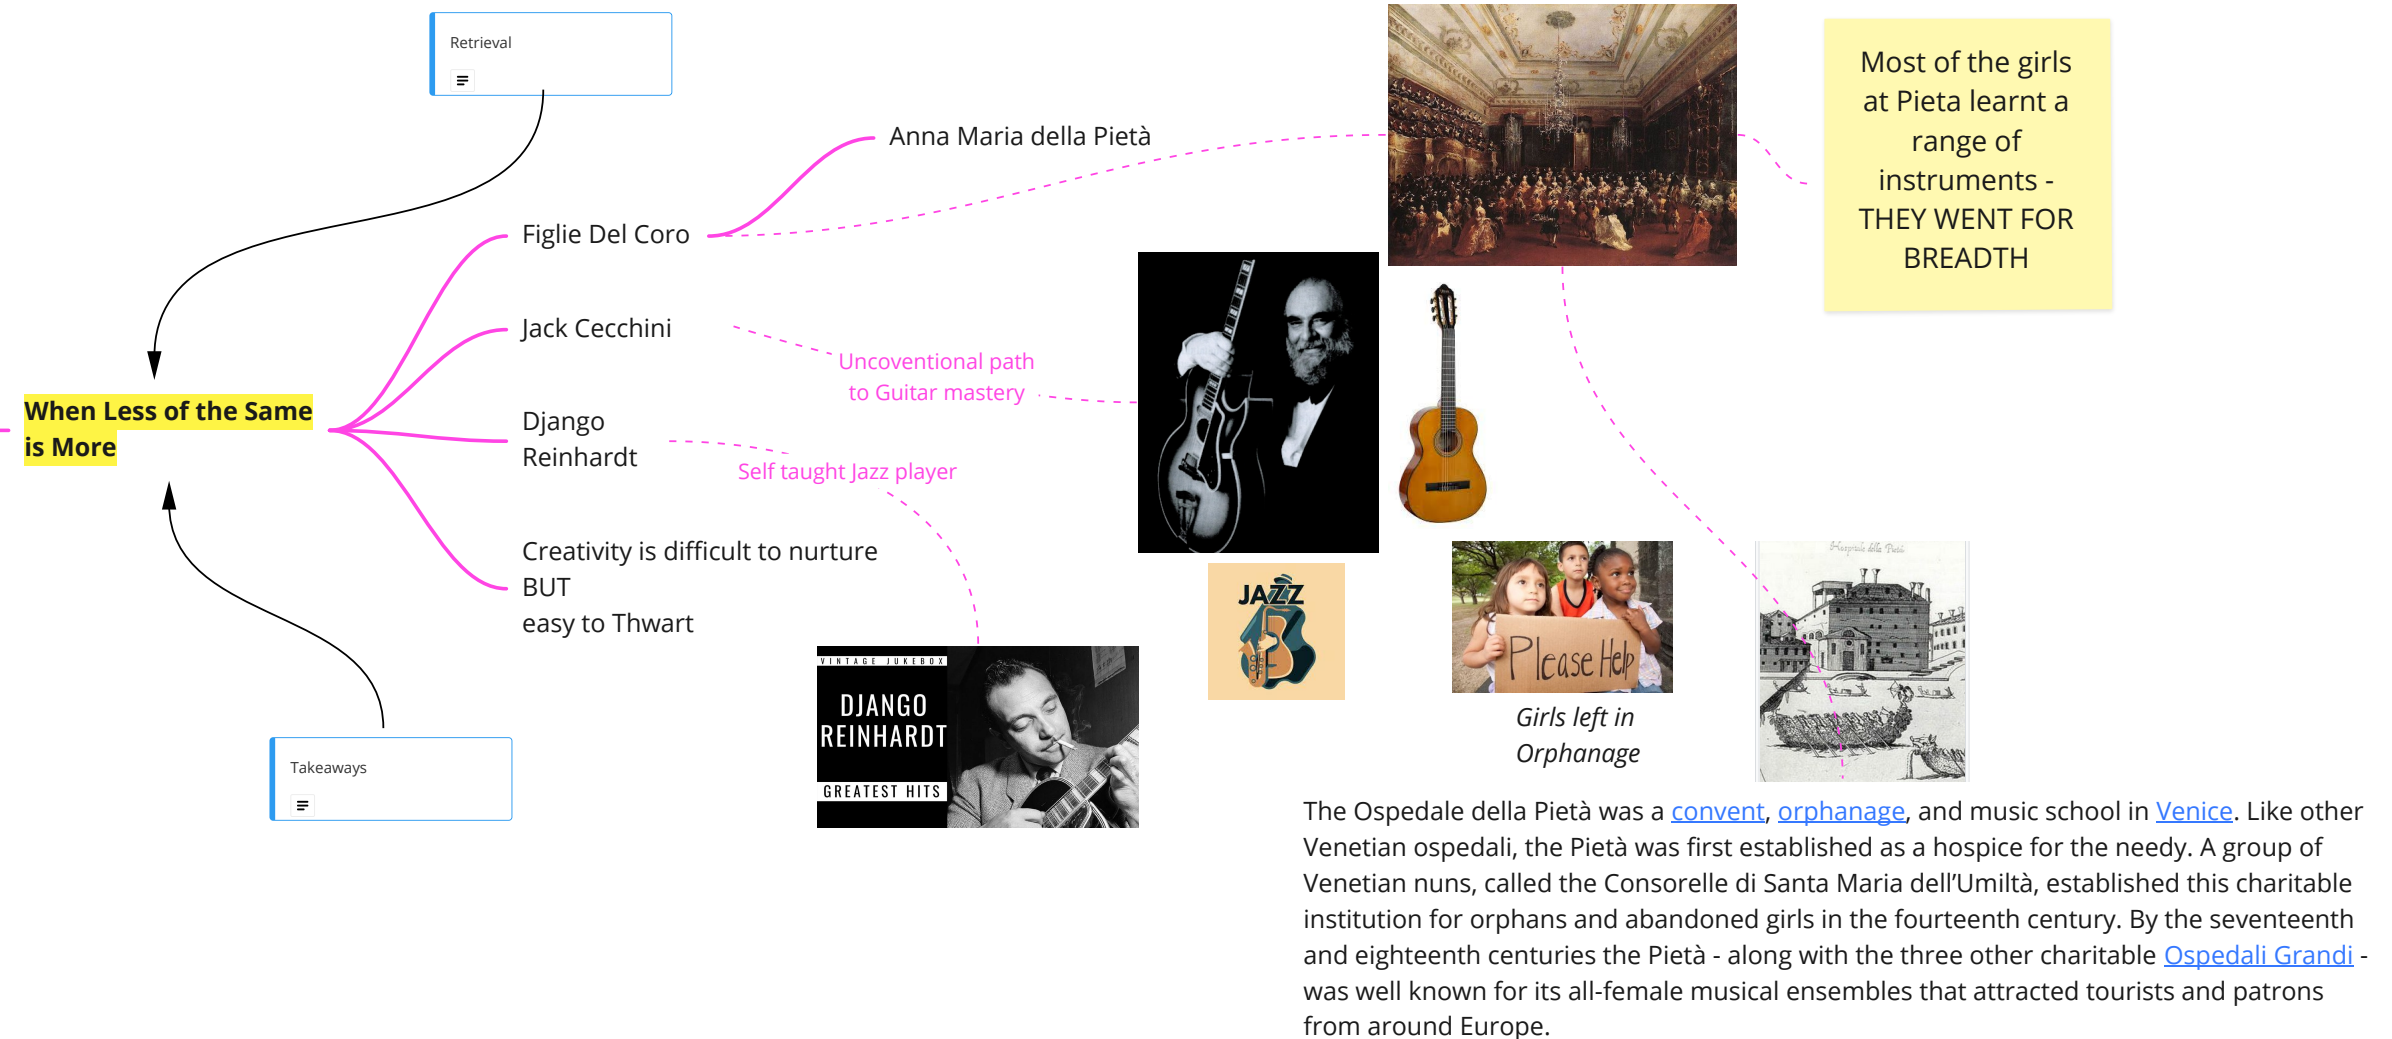 Retrieval
Anna Maria della Pietà
Most of the girls
at Pieta learnt a
range of
instruments -
THEY WENT FOR
BREADTH
Figlie Del Coro
Jack Cecchini
Uncoventional path
to Guitar mastery
When Less of the Same
is More
Django
Reinhardt
Self taught Jazz player
Creativity is difficult to nurture
BUT
easy to Thwart
JAZZ
Please Help
Girls left in
Orphanage
Hospitale della Pietà
VINTAGE JUKEBOX
DJANGO
REINHARDT
GREATEST HITS
Takeaways
The Ospedale della Pietà was a convent, orphanage, and music school in Venice. Like other
Venetian ospedali, the Pietà was first established as a hospice for the needy. A group of
Venetian nuns, called the Consorelle di Santa Maria dell’Umiltà, established this charitable
institution for orphans and abandoned girls in the fourteenth century. By the seventeenth
and eighteenth centuries the Pietà - along with the three other charitable Ospedali Grandi -
was well known for its all-female musical ensembles that attracted tourists and patrons
from around Europe.